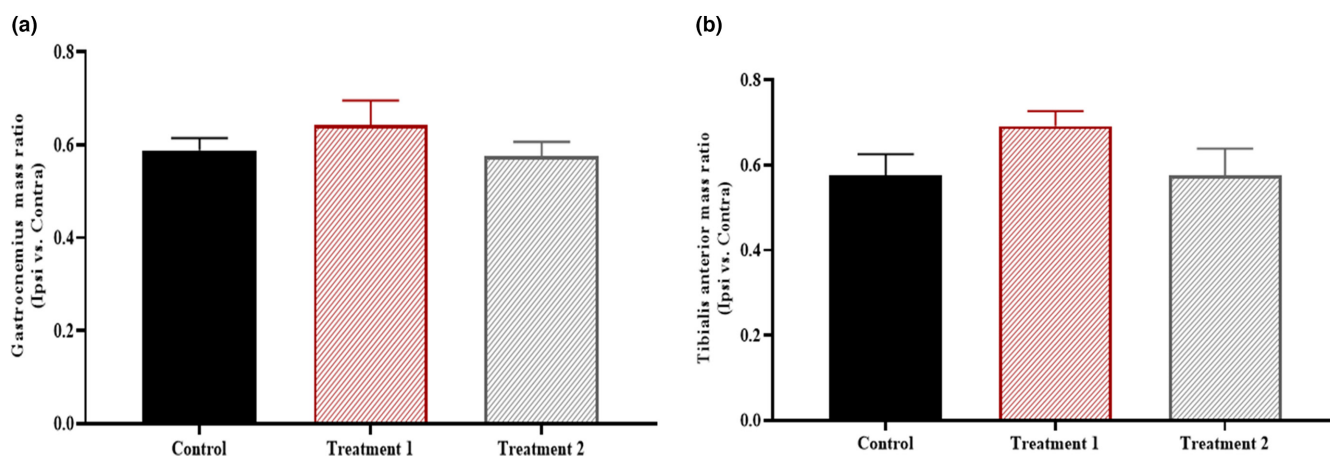 (a)
Gastrocnemius mass ratio
(Ipsi vs. Contra)
0.8
0.6
0.4
0.2
0.0
Control
Treatment 1
Treatment 2
(b)
Tibialis anterior mass ratio
(Ipsi vs. Contra)
0.8
0.6
0.4
0.2
0.0
Control
Treatment 1
Treatment 2